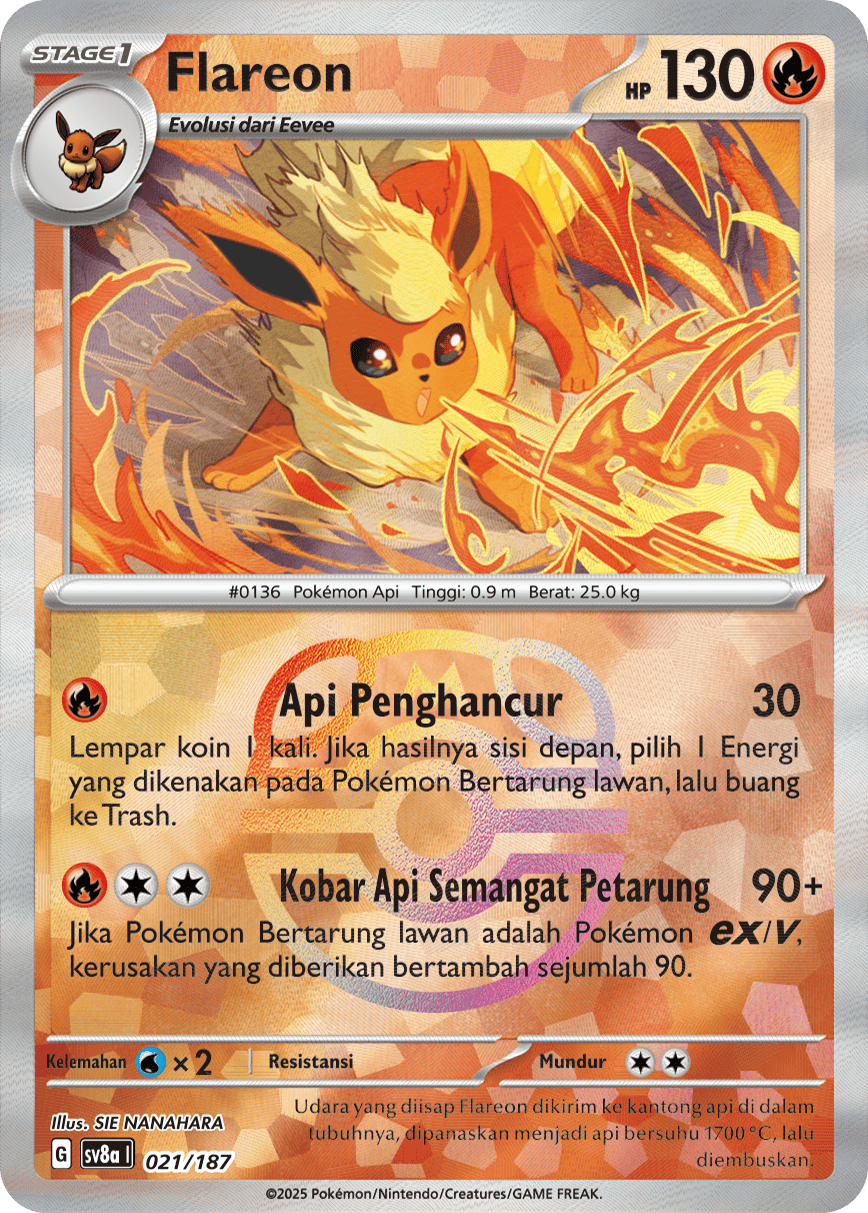 STAGE1
Flareon
HP 130
Evolusi dari Eevee
#0136 Pokémon Api Tinggi: 0.9 m Berat: 25.0 kg
Api Penghancur 30
Lempar koin 1 kali. Jika hasilnya sisi depan, pilih 1 Energi
yang dikenakan pada Pokémon Bertarung lawan, lalu buang
ke Trash.
Kobar Api Semangat Petarung 90+
Jika Pokémon Bertarung lawan adalah Pokémon ex/V,
kerusakan yang diberikan bertambah sejumlah 90.
Kelemahan ×2 Resistansi Mundur
Udara yang diisap Flareon dikirim ke kantong api di dalam
tubuhnya, dipanaskan menjadi api bersuhu 1700 °C, lalu
diembuskan.
Illus. SIE NANAHARA
G sv8a I 021/187
©2025 Pokémon/Nintendo/Creatures/GAME FREAK.